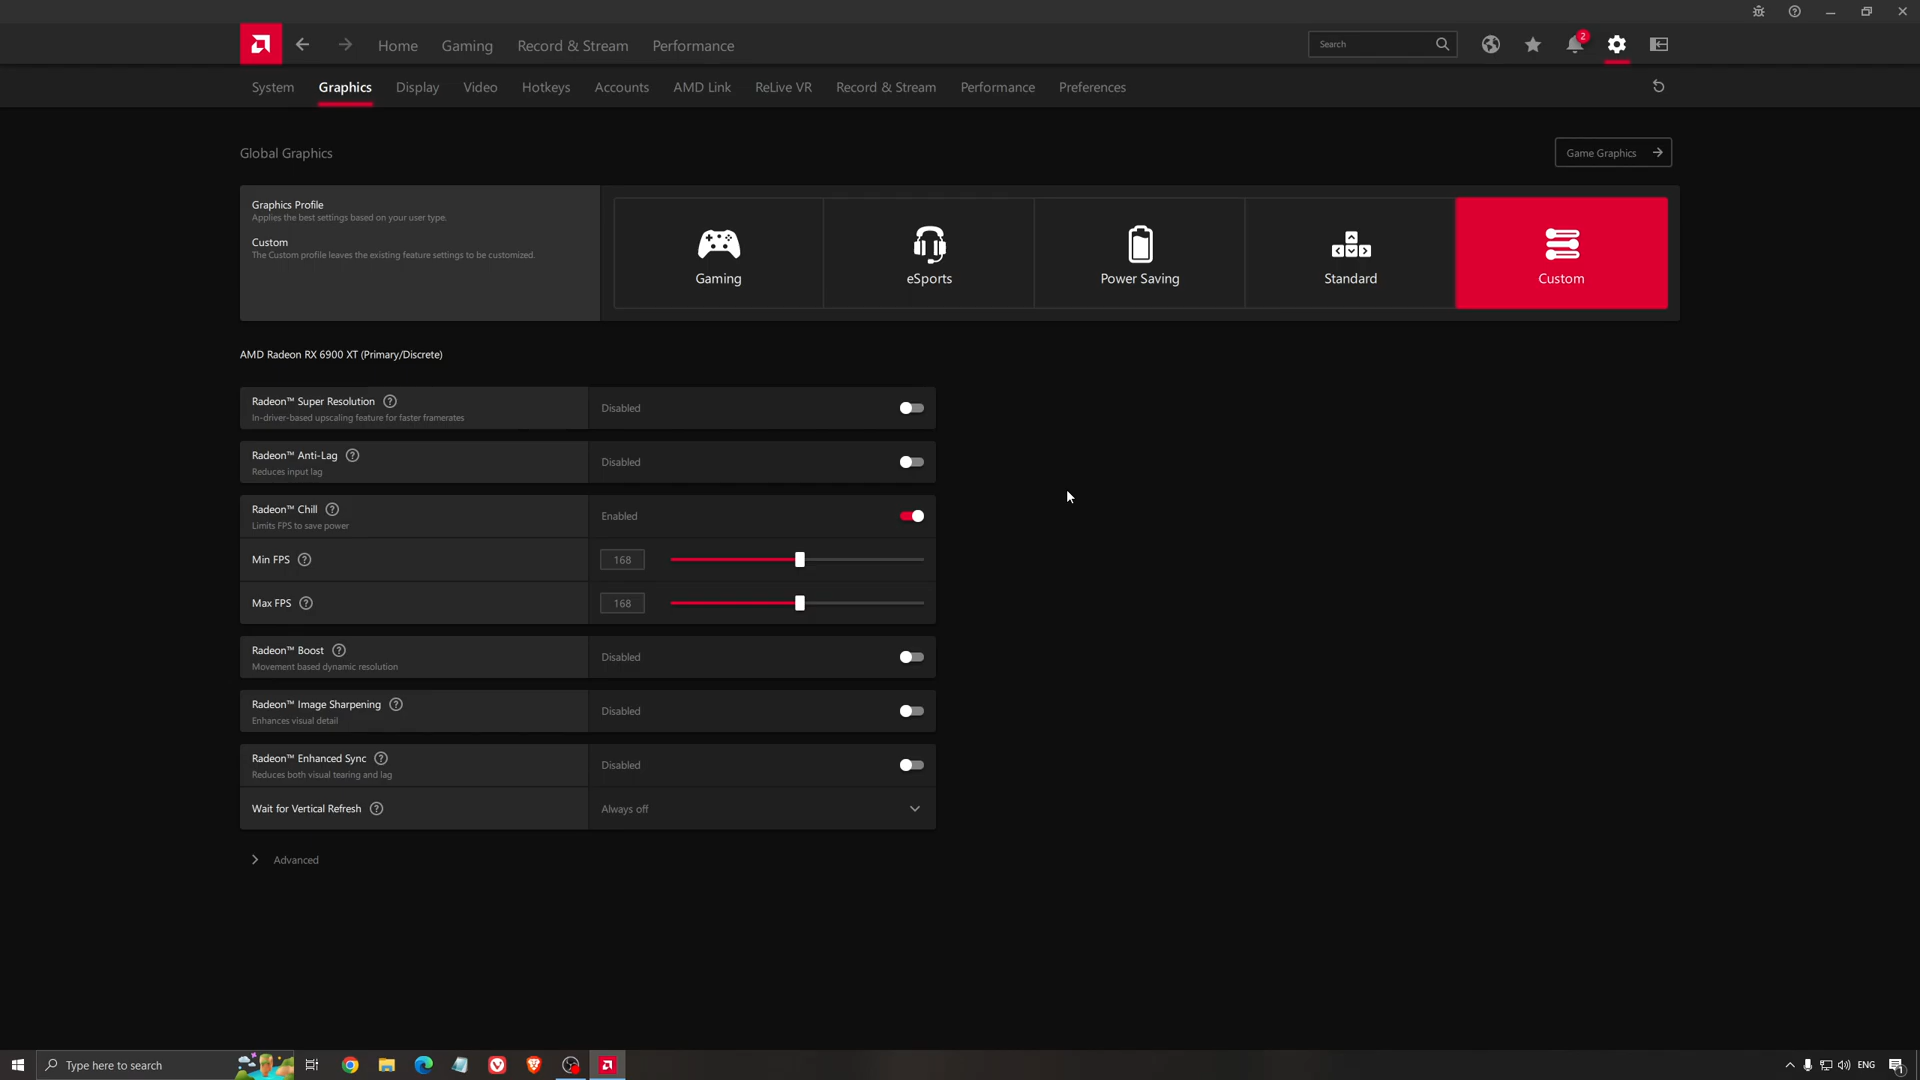 Home
Gaming
Record & Stream
Performance
Search
2
System
Graphics
Display
Video
Hotkeys
Accounts
AMD Link
ReLive VR
Record & Stream
Performance
Preferences
Global Graphics
Game Graphics
Graphics Profile
Applies the best settings based on your user type.
Custom
The Custom profile leaves the existing feature settings to be customized.
Gaming
eSports
Power Saving
Standard
Custom
AMD Radeon RX 6900 XT (Primary/Discrete)
Radeon™ Super Resolution
In-driver-based upscaling feature for faster framerates
Disabled
Radeon™ Anti-Lag
Reduces input lag
Disabled
Radeon™ Chill
Limits FPS to save power
Enabled
Min FPS
168
Max FPS
168
Radeon™ Boost
Movement based dynamic resolution
Disabled
Radeon™ Image Sharpening
Enhances visual detail
Disabled
Radeon™ Enhanced Sync
Reduces both visual tearing and lag
Disabled
Wait for Vertical Refresh
Always off
Advanced
Type here to search
ENG
1